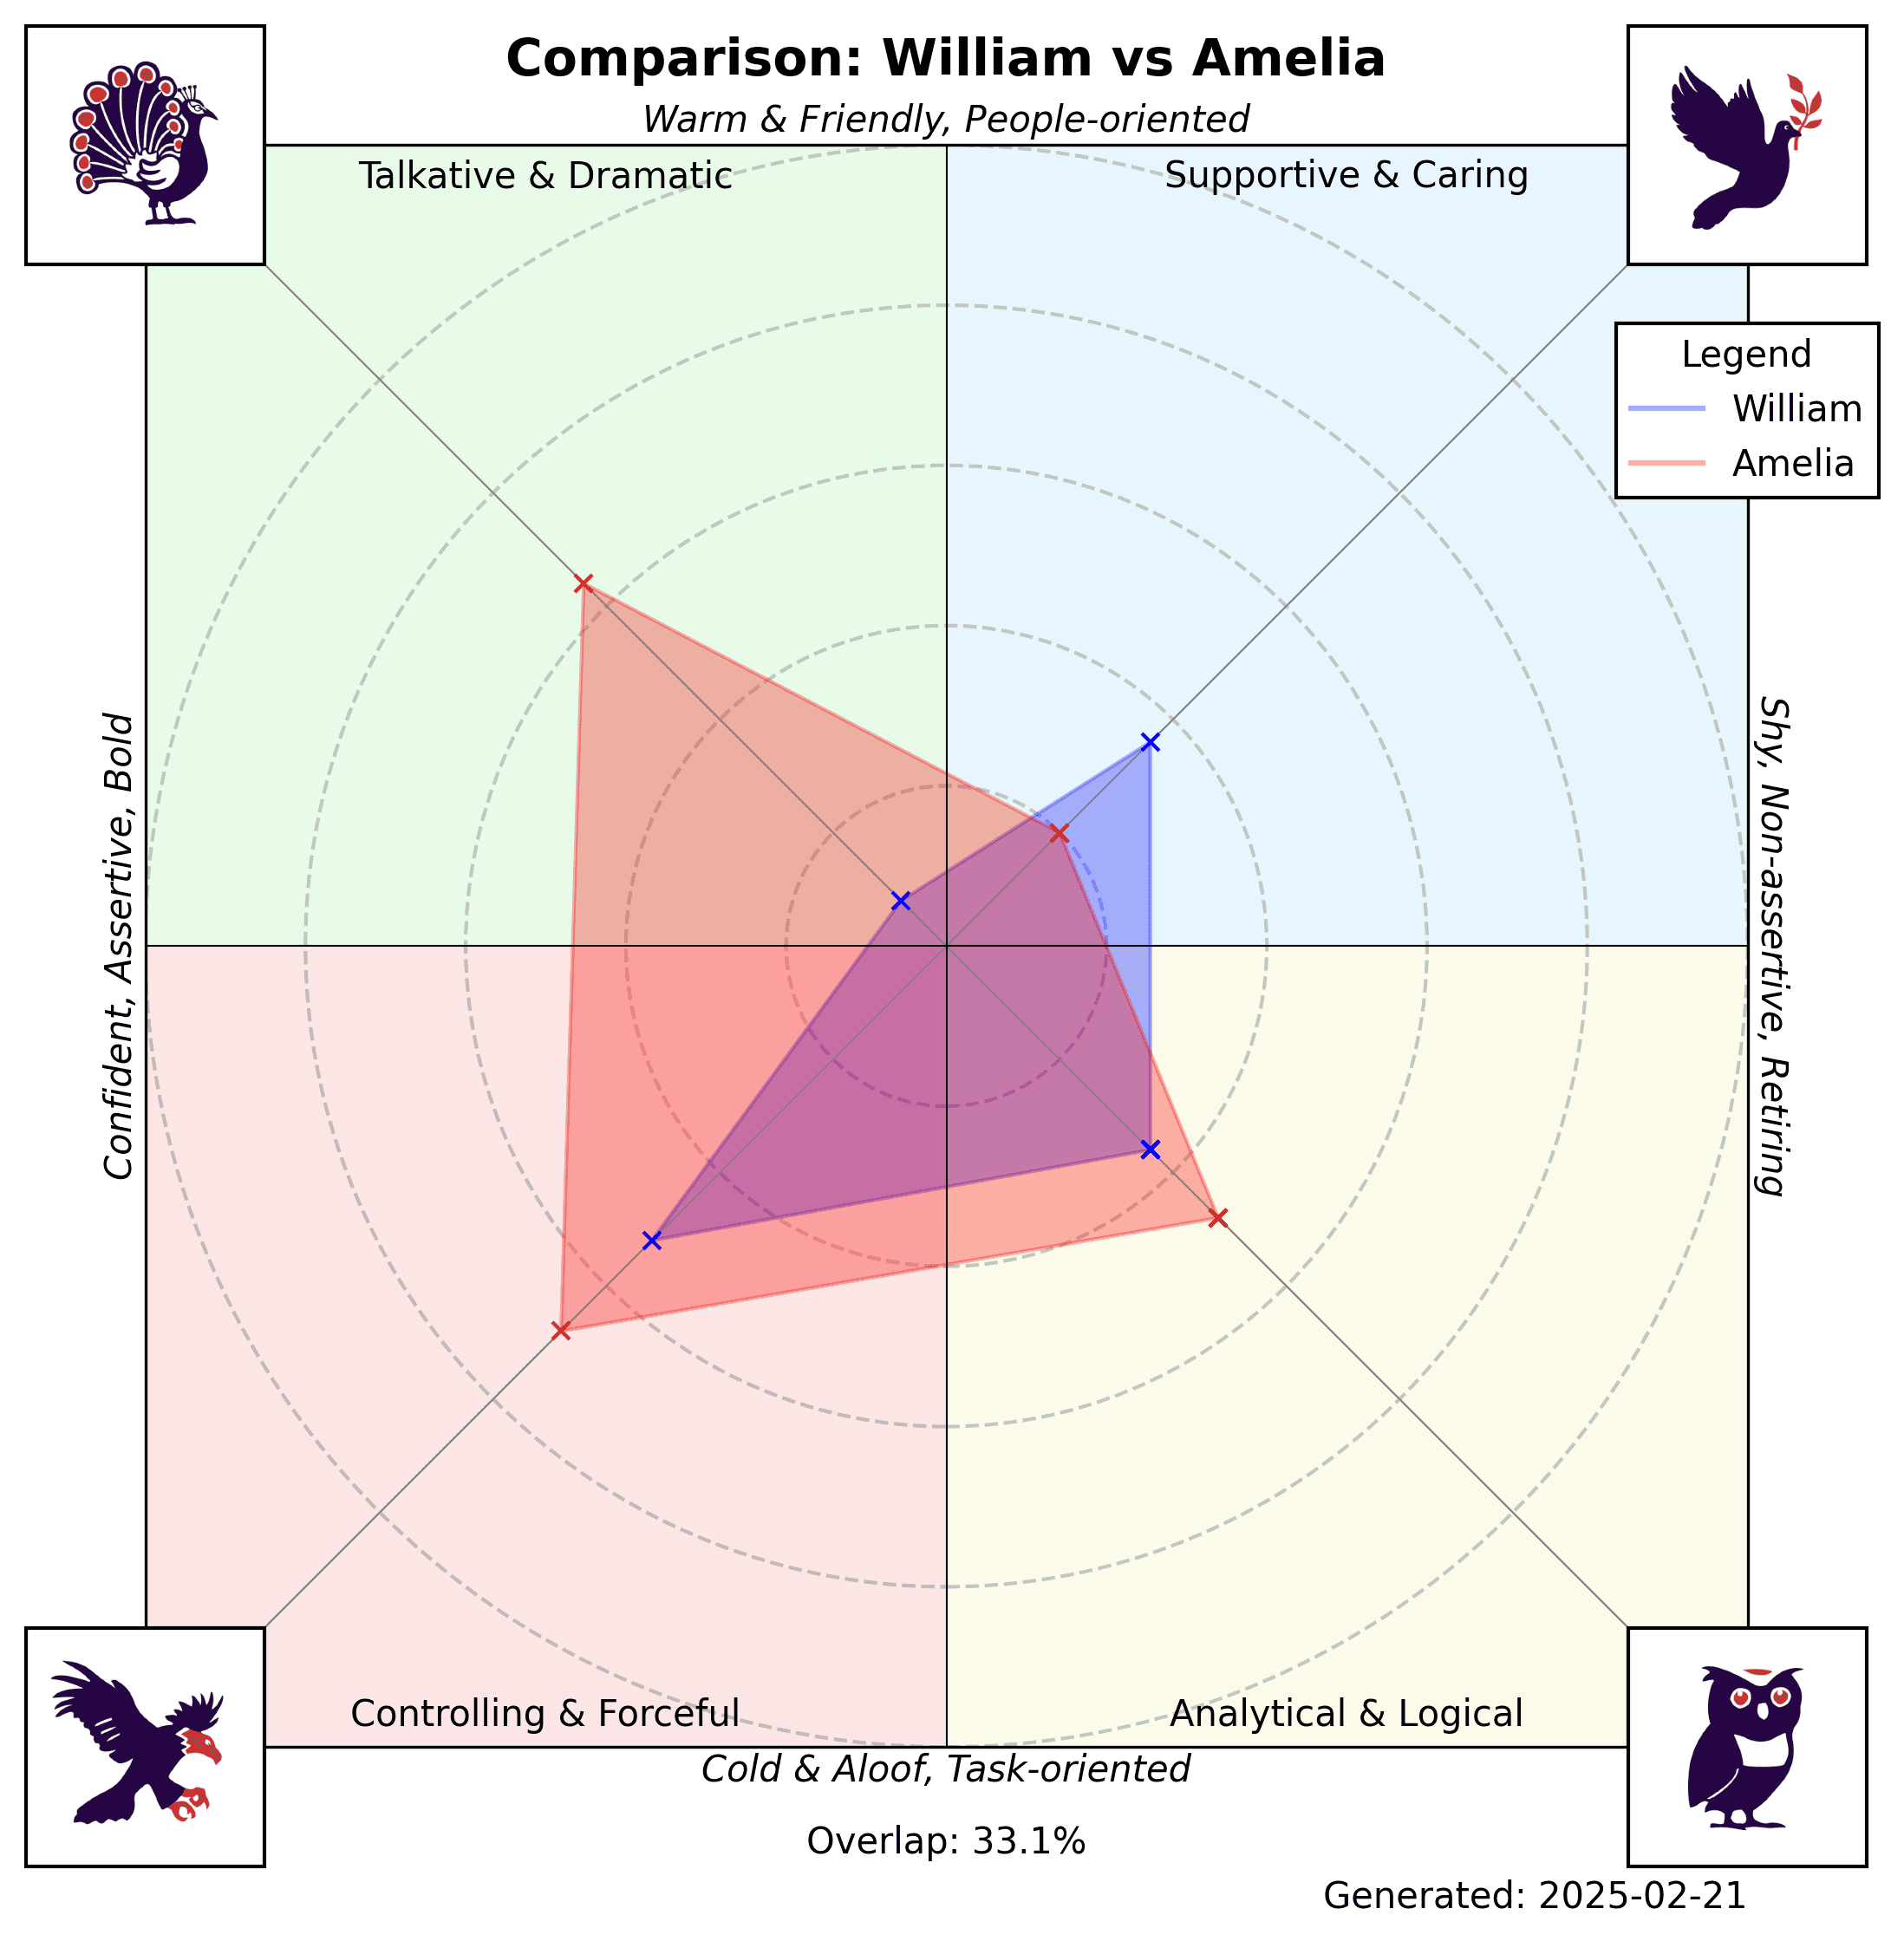 Comparison: William vs Amelia
Warm & Friendly, People-oriented
Talkative & Dramatic
Supportive & Caring
Legend
William
Amelia
Confident, Assertive, Bold
Shy, Non-assertive, Retiring
Controlling & Forceful
Analytical & Logical
Cold & Aloof, Task-oriented
Overlap: 33.1%
Generated: 2025-02-21